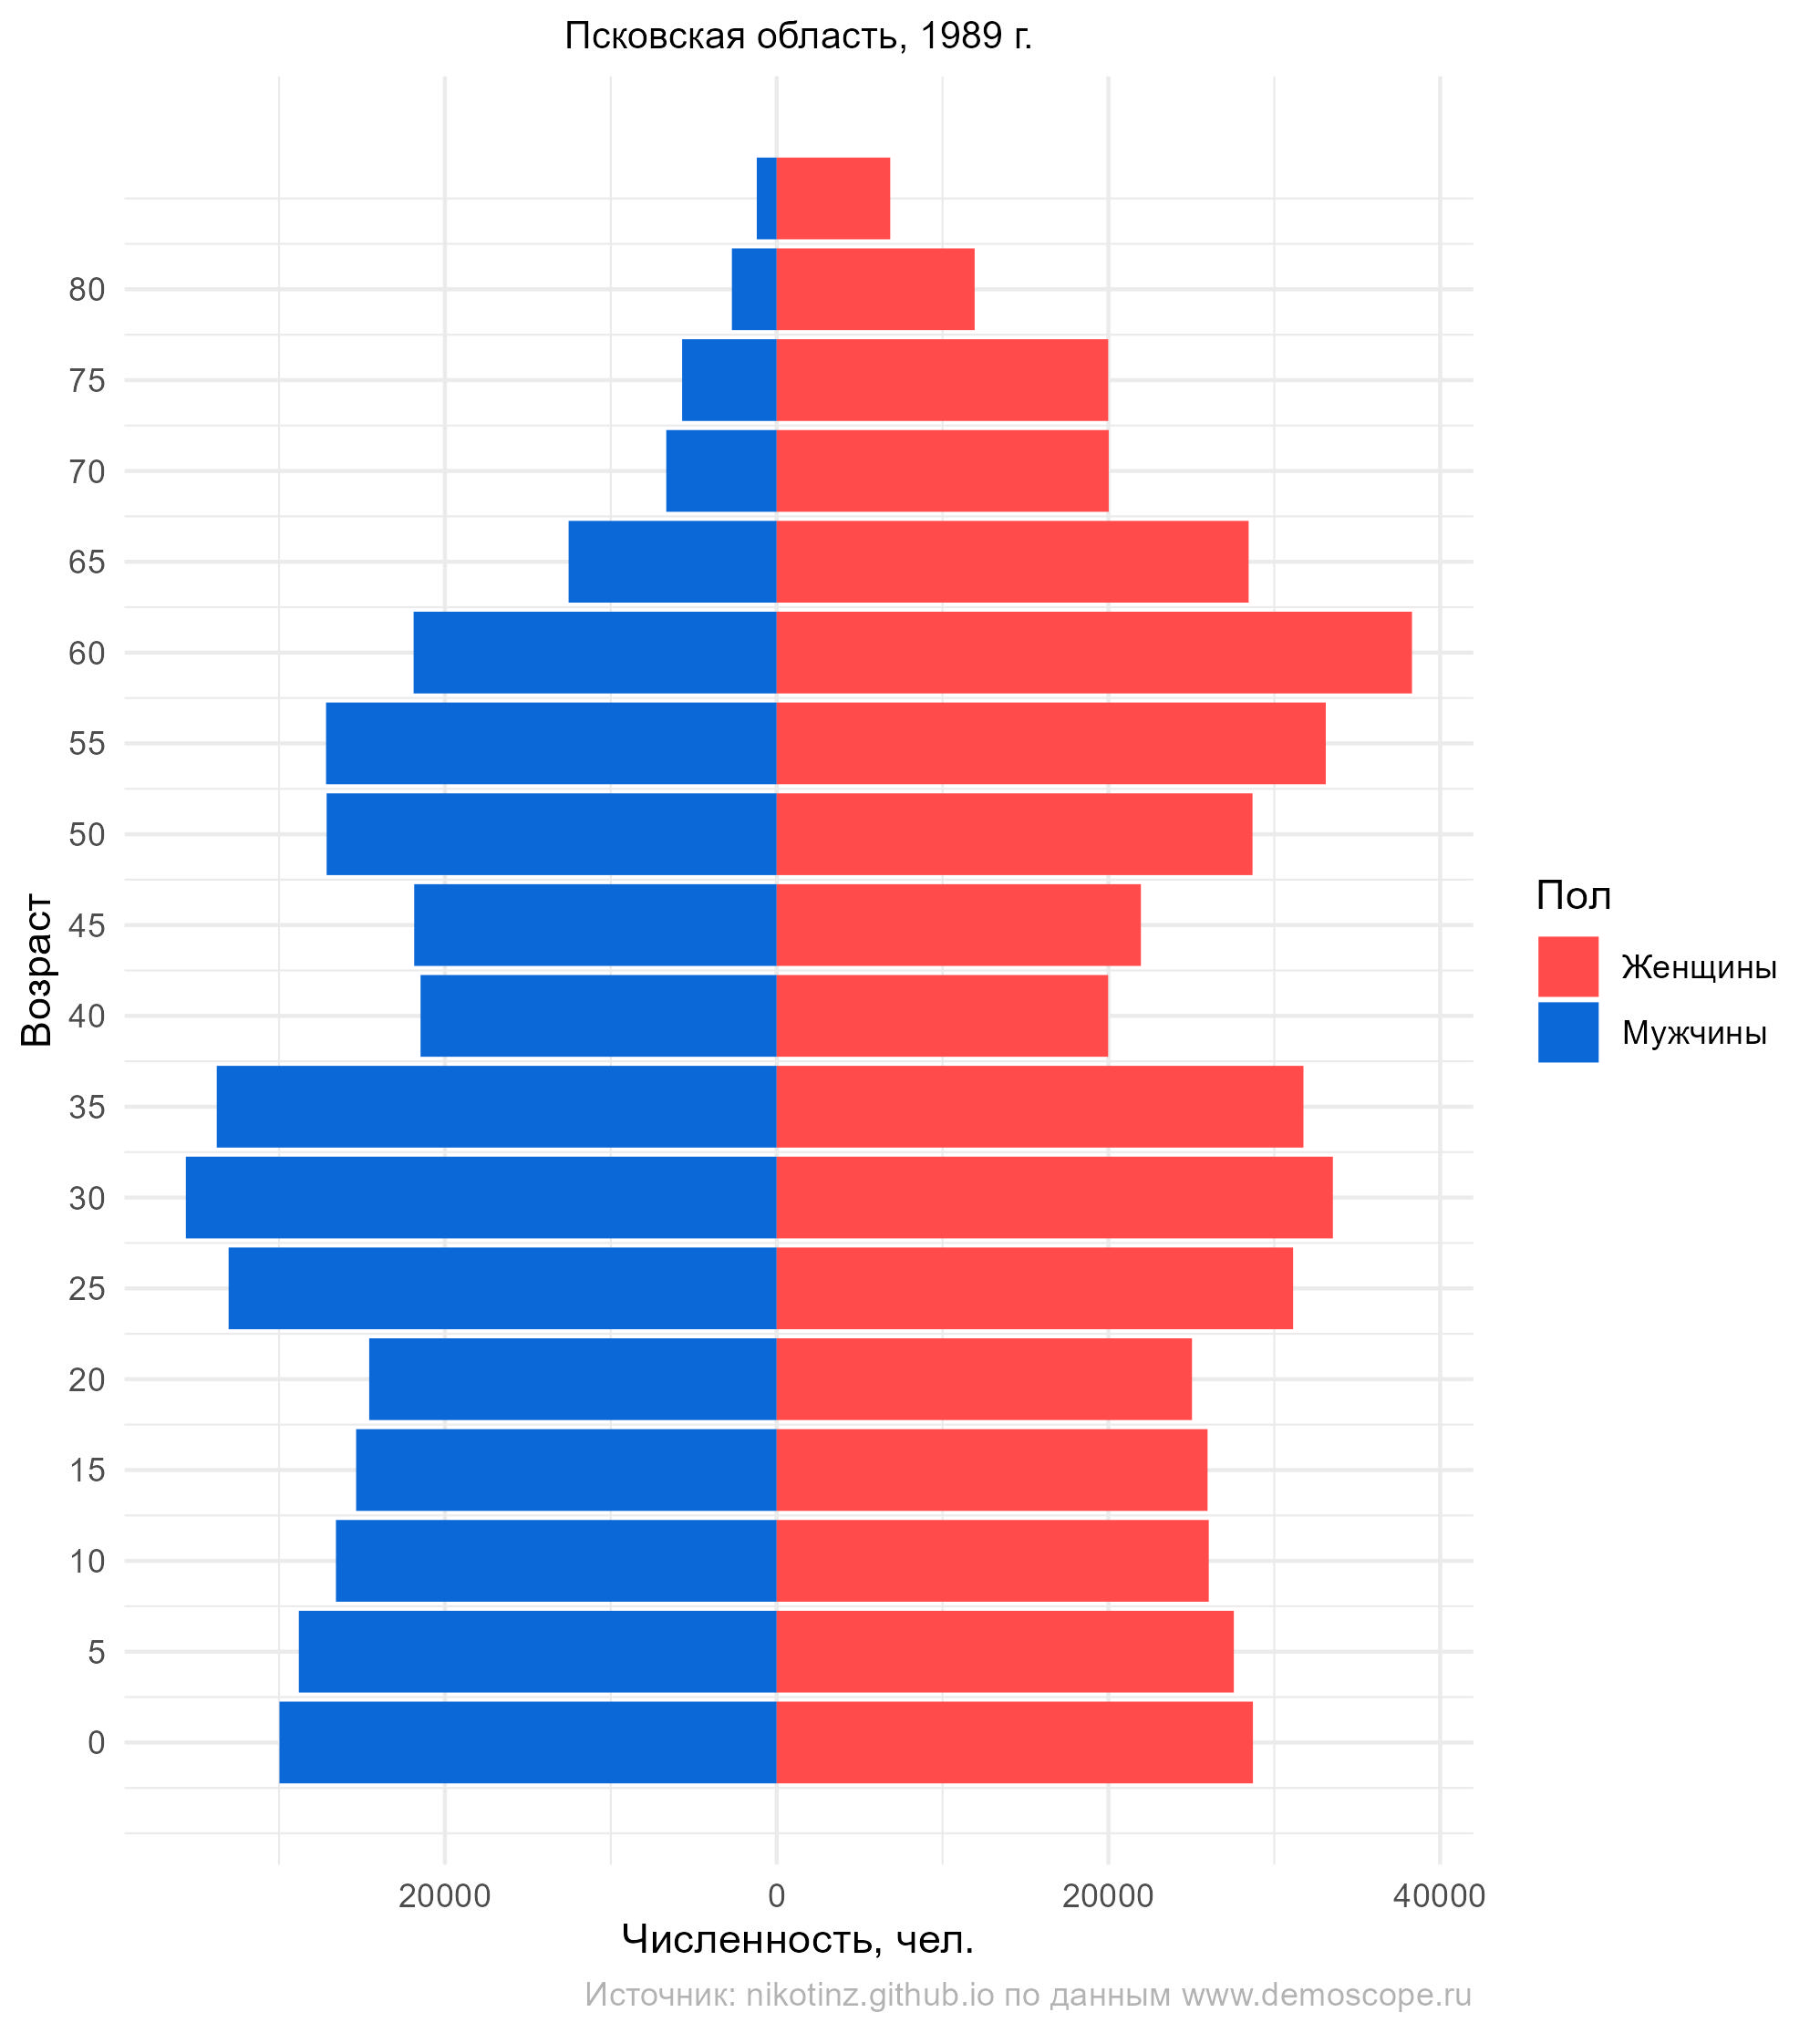 Псковская область, 1989 г.
80
75
70
65
60
55
50
45
40
35
30
25
20
15
10
5
0
Возраст
20000 0 20000 40000
Численность, чел.
Пол
Женщины
Мужчины
Источник: nikotinz.github.io по данным www.demoscope.ru